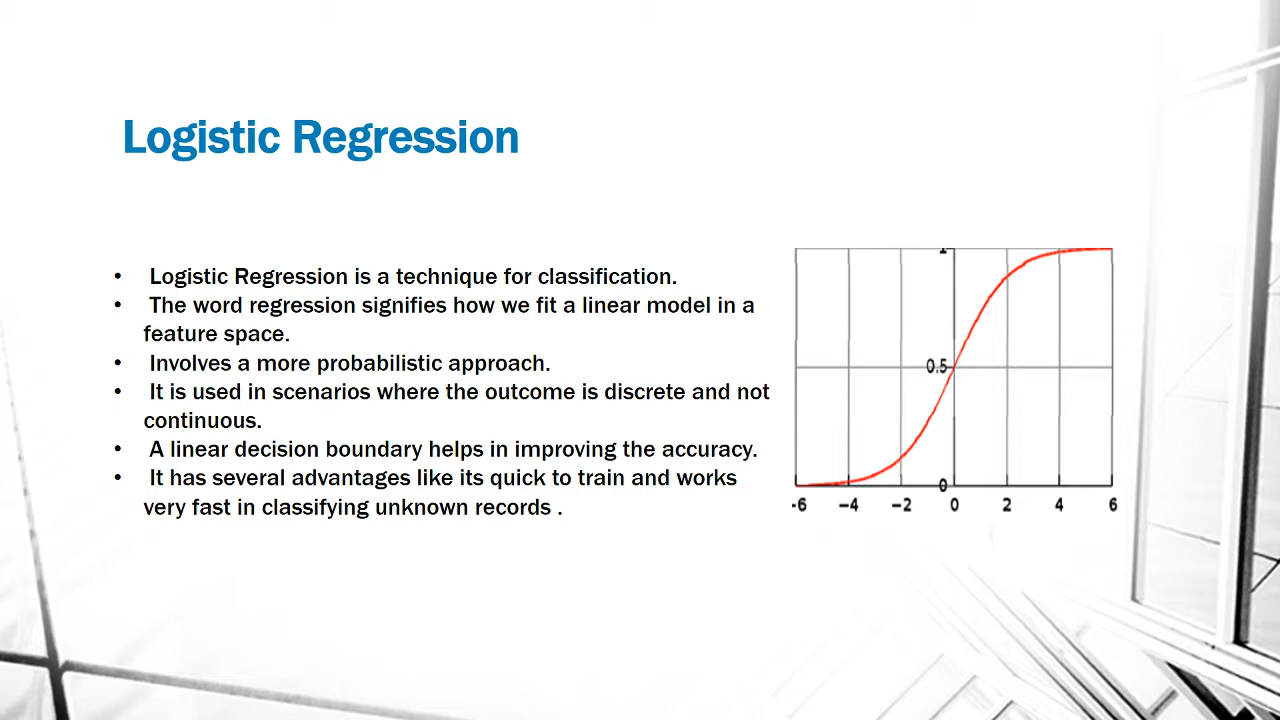 Logistic Regression
• Logistic Regression is a technique for classification.
• The word regression signifies how we fit a linear model in a
feature space.
• Involves a more probabilistic approach.
• It is used in scenarios where the outcome is discrete and not
continuous.
• A linear decision boundary helps in improving the accuracy.
• It has several advantages like its quick to train and works
very fast in classifying unknown records .
1
0.5
0
-6 −4 −2 0 2 4 6